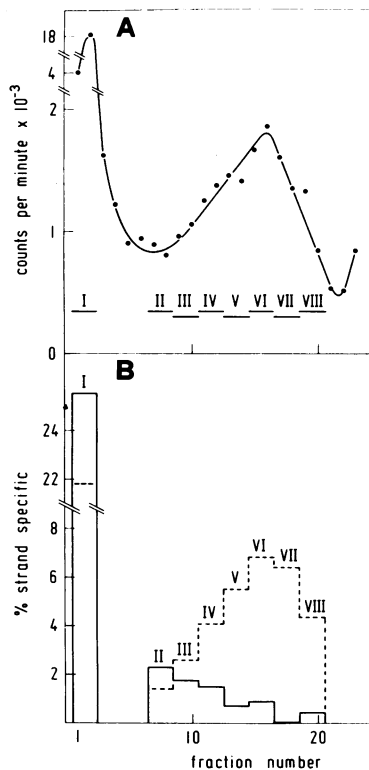 A
counts per minute x 10⁻³
18
4
2
1
0
I
II
III
IV
V
VI
VII
VIII
B
% strand specific
24
22
8
6
4
2
I
II
III
IV
V
VI
VII
VIII
1
10
20
fraction number